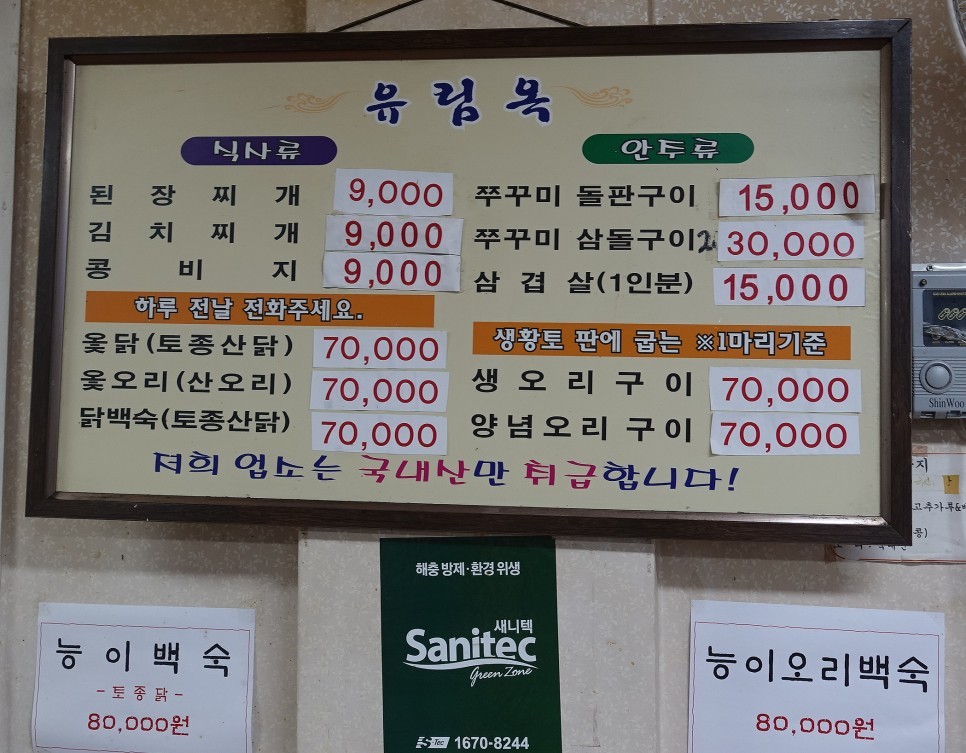 유림옥
식사류
된장찌개 9,000
김치찌개 9,000
콩비지 9,000
하루 전날 전화주세요.
옻닭(토종산닭) 70,000
옻오리(산오리) 70,000
닭백숙(토종산닭) 70,000
안주류
쭈꾸미 돌판구이 15,000
쭈꾸미 삼돌구이 30,000
삼겹살(1인분) 15,000
생황토 판에 굽는 ※1마리기준
생오리구이 70,000
양념오리구이 70,000
저희 업소는 국내산만 취급합니다!
ShinWoo
해충 방제·환경 위생
새니텍
Sanitec
Green Zone
S-Tec 1670-8244
능이백숙
-토종닭-
80,000원
능이오리백숙
80,000원